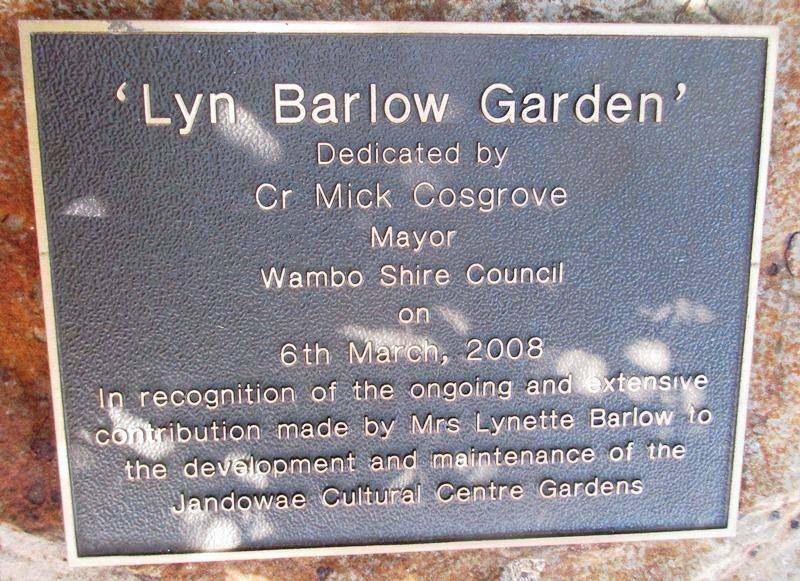 ‘Lyn Barlow Garden’
Dedicated by
Cr Mick Cosgrove
Mayor
Wambo Shire Council
on
6th March, 2008
In recognition of the ongoing and extensive
contribution made by Mrs Lynette Barlow to
the development and maintenance of the
Jandowae Cultural Centre Gardens